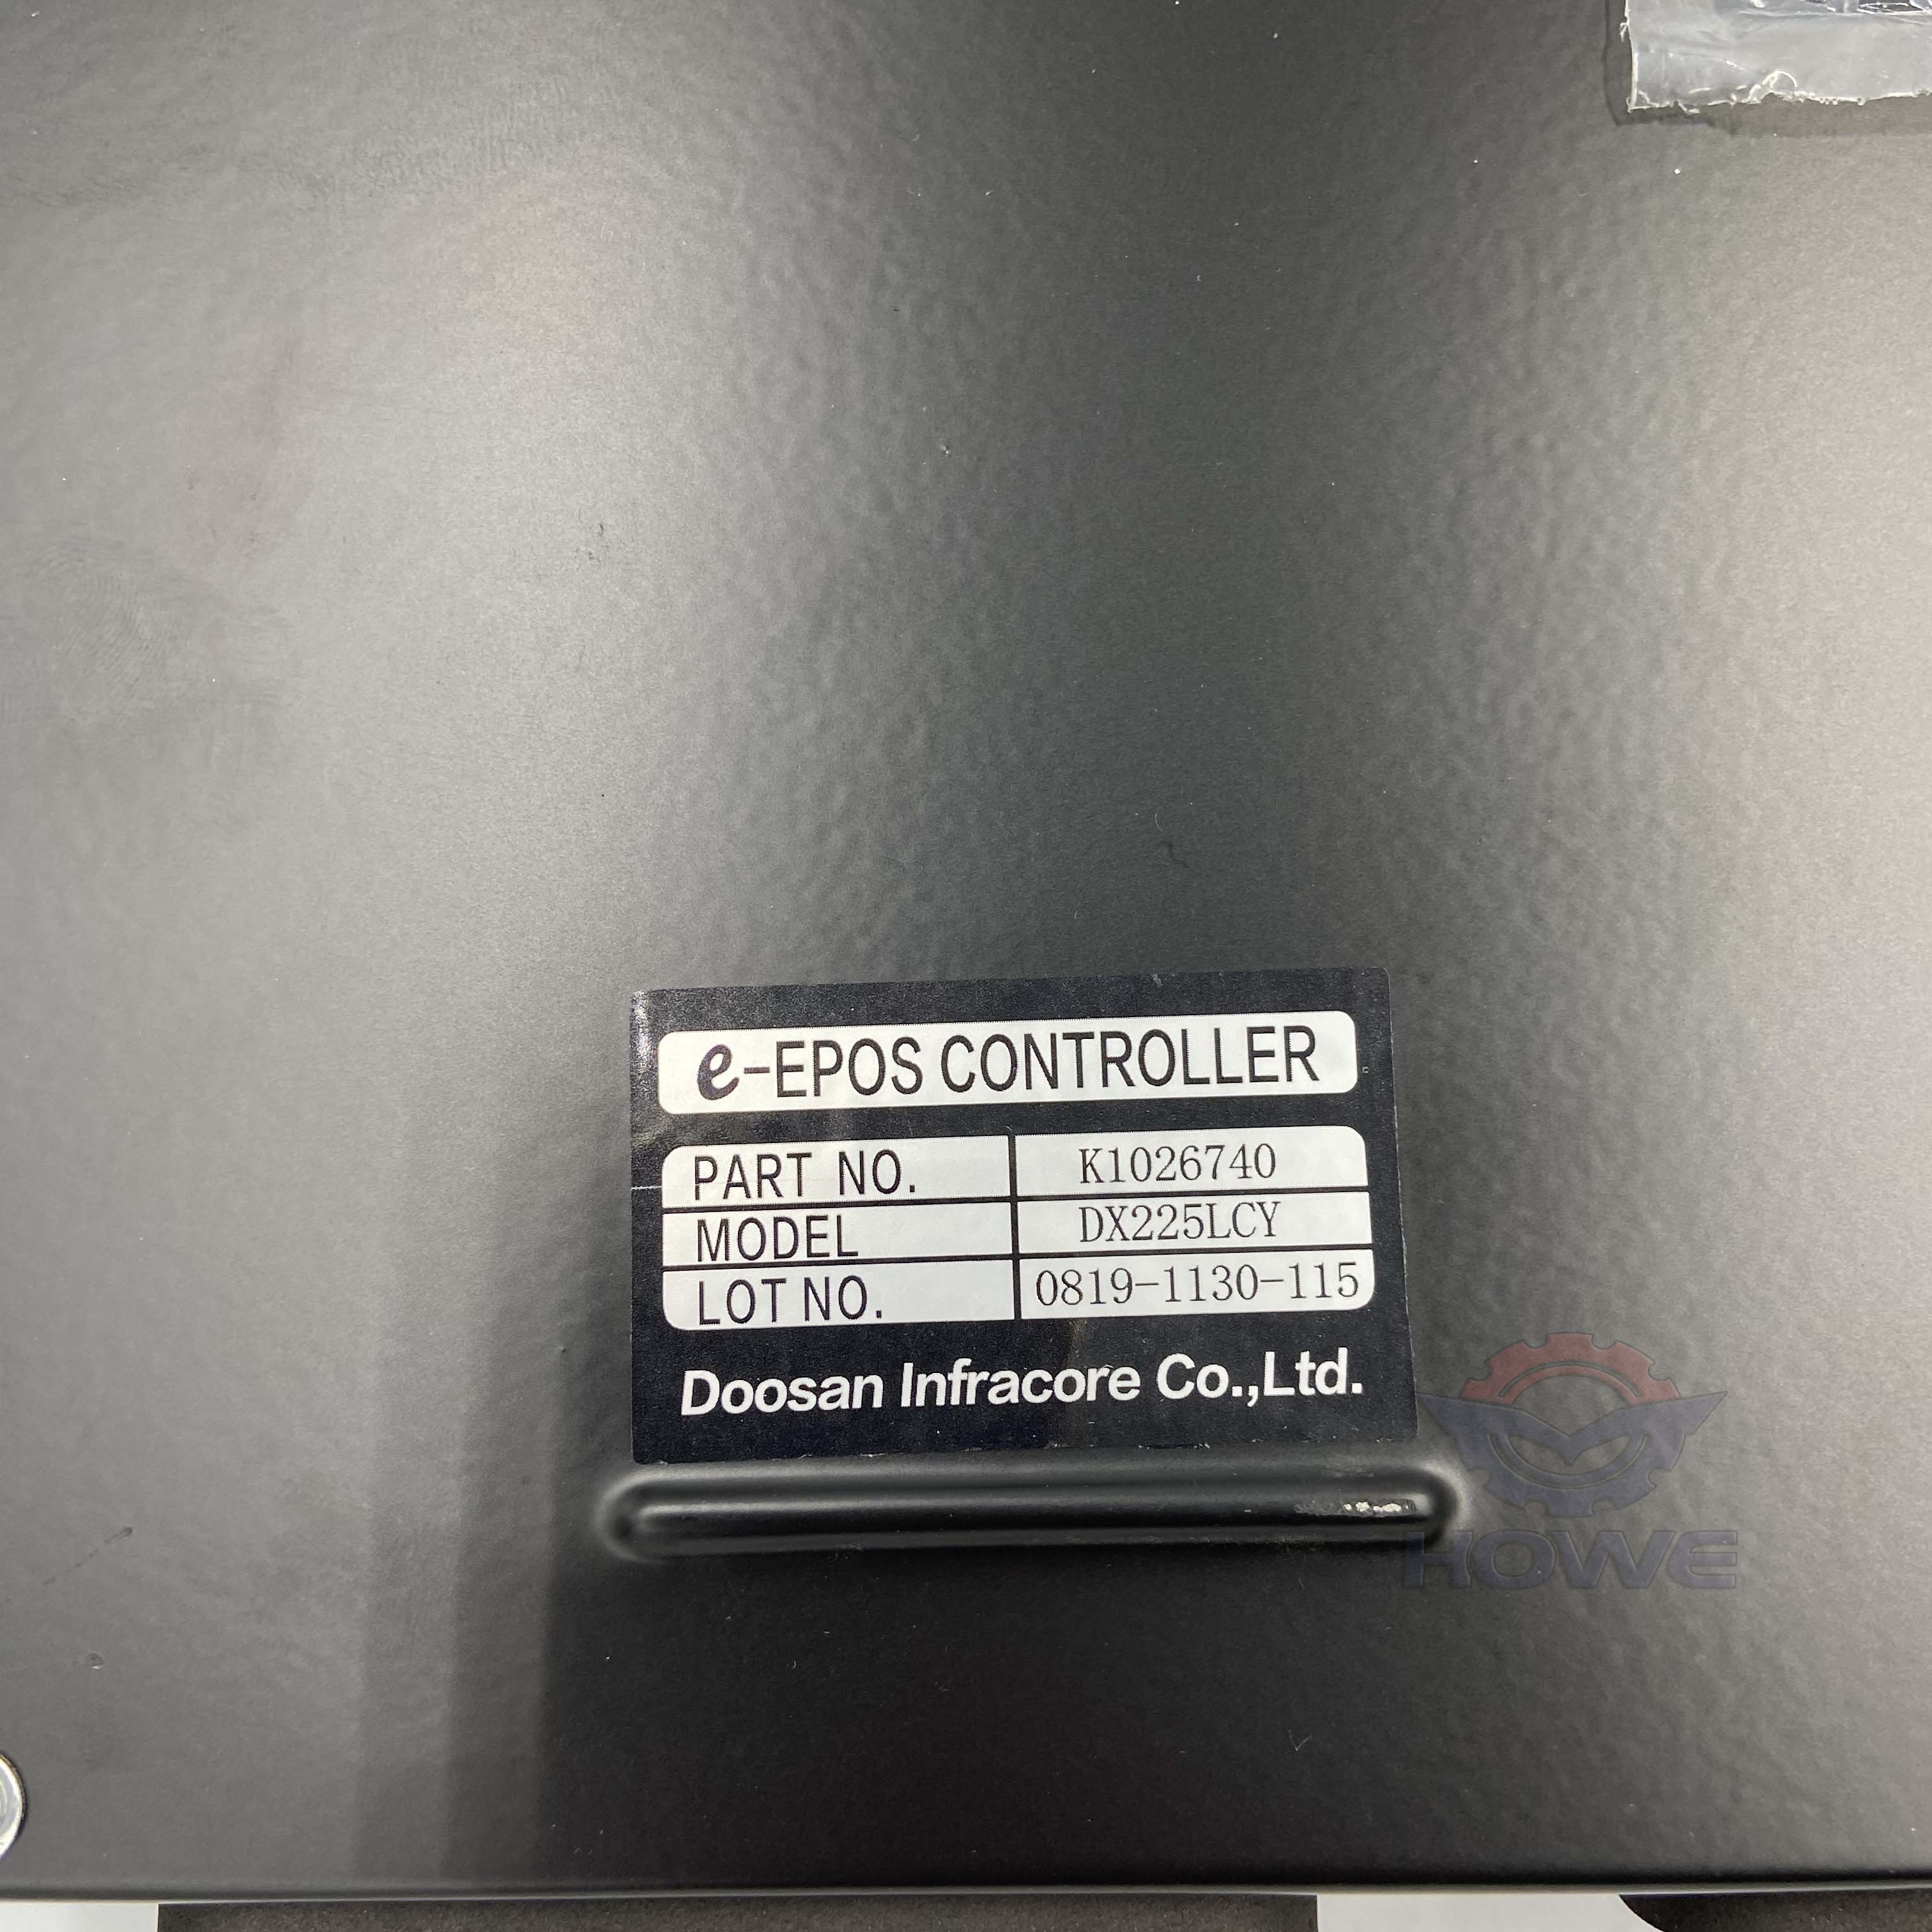 e-EPOS CONTROLLER
PART NO. K1026740
MODEL DX225LCY
LOT NO. 0819-1130-115
Doosan Infracore Co.,Ltd.
HOWE